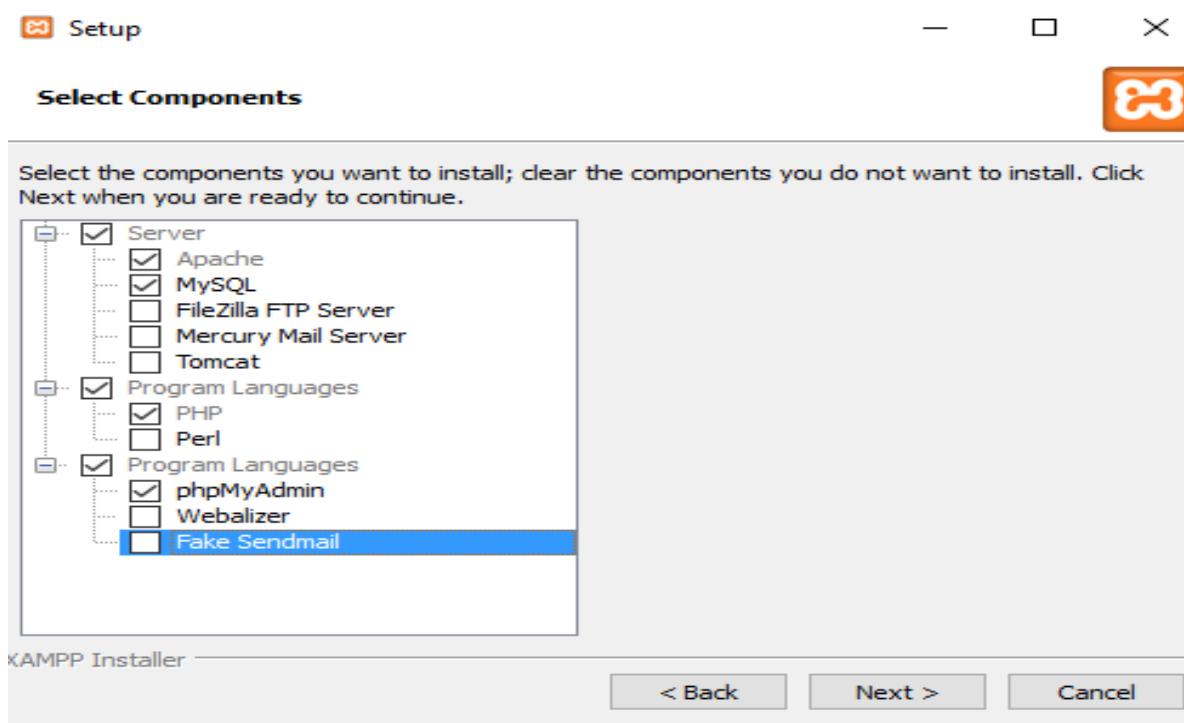 Setup
Select Components
Select the components you want to install; clear the components you do not want to install. Click
Next when you are ready to continue.
Server
Apache
MySQL
FileZilla FTP Server
Mercury Mail Server
Tomcat
Program Languages
PHP
Perl
Program Languages
phpMyAdmin
Webalizer
Fake Sendmail
XAMPP Installer
< Back
Next >
Cancel